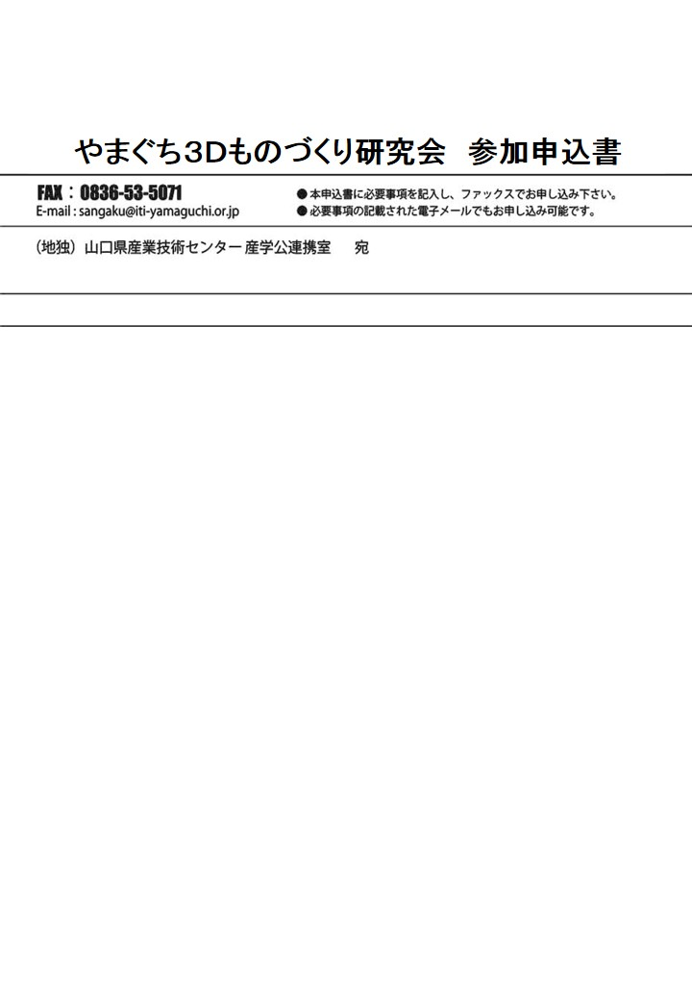 やまぐち３Ｄものづくり研究会　参加申込書
FAX：0836-53-5071
E-mail : sangaku@iti-yamaguchi.or.jp
●本申込書に必要事項を記入し、ファックスでお申し込み下さい。
●必要事項の記載された電子メールでもお申し込み可能です。
（地独）山口県産業技術センター 産学公連携室　宛